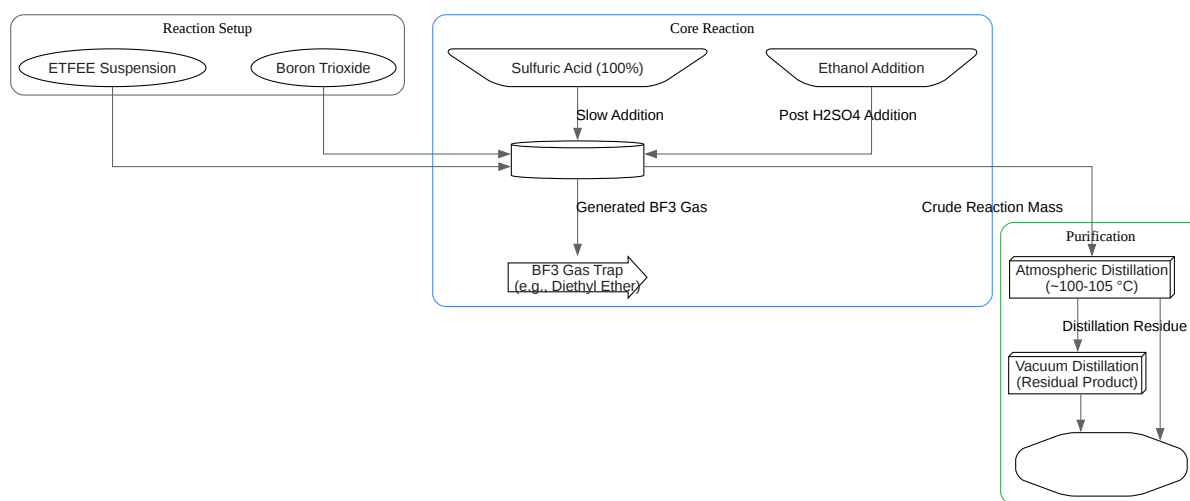 Reaction Setup
Core Reaction
ETFEE Suspension
Boron Trioxide
Sulfuric Acid (100%)
Ethanol Addition
Slow Addition
Post H2SO4 Addition
Generated BF3 Gas
Crude Reaction Mass
Purification
BF3 Gas Trap
(e.g., Diethyl Ether)
Atmospheric Distillation
(~100-105 °C)
Distillation Residue
Vacuum Distillation
(Residual Product)